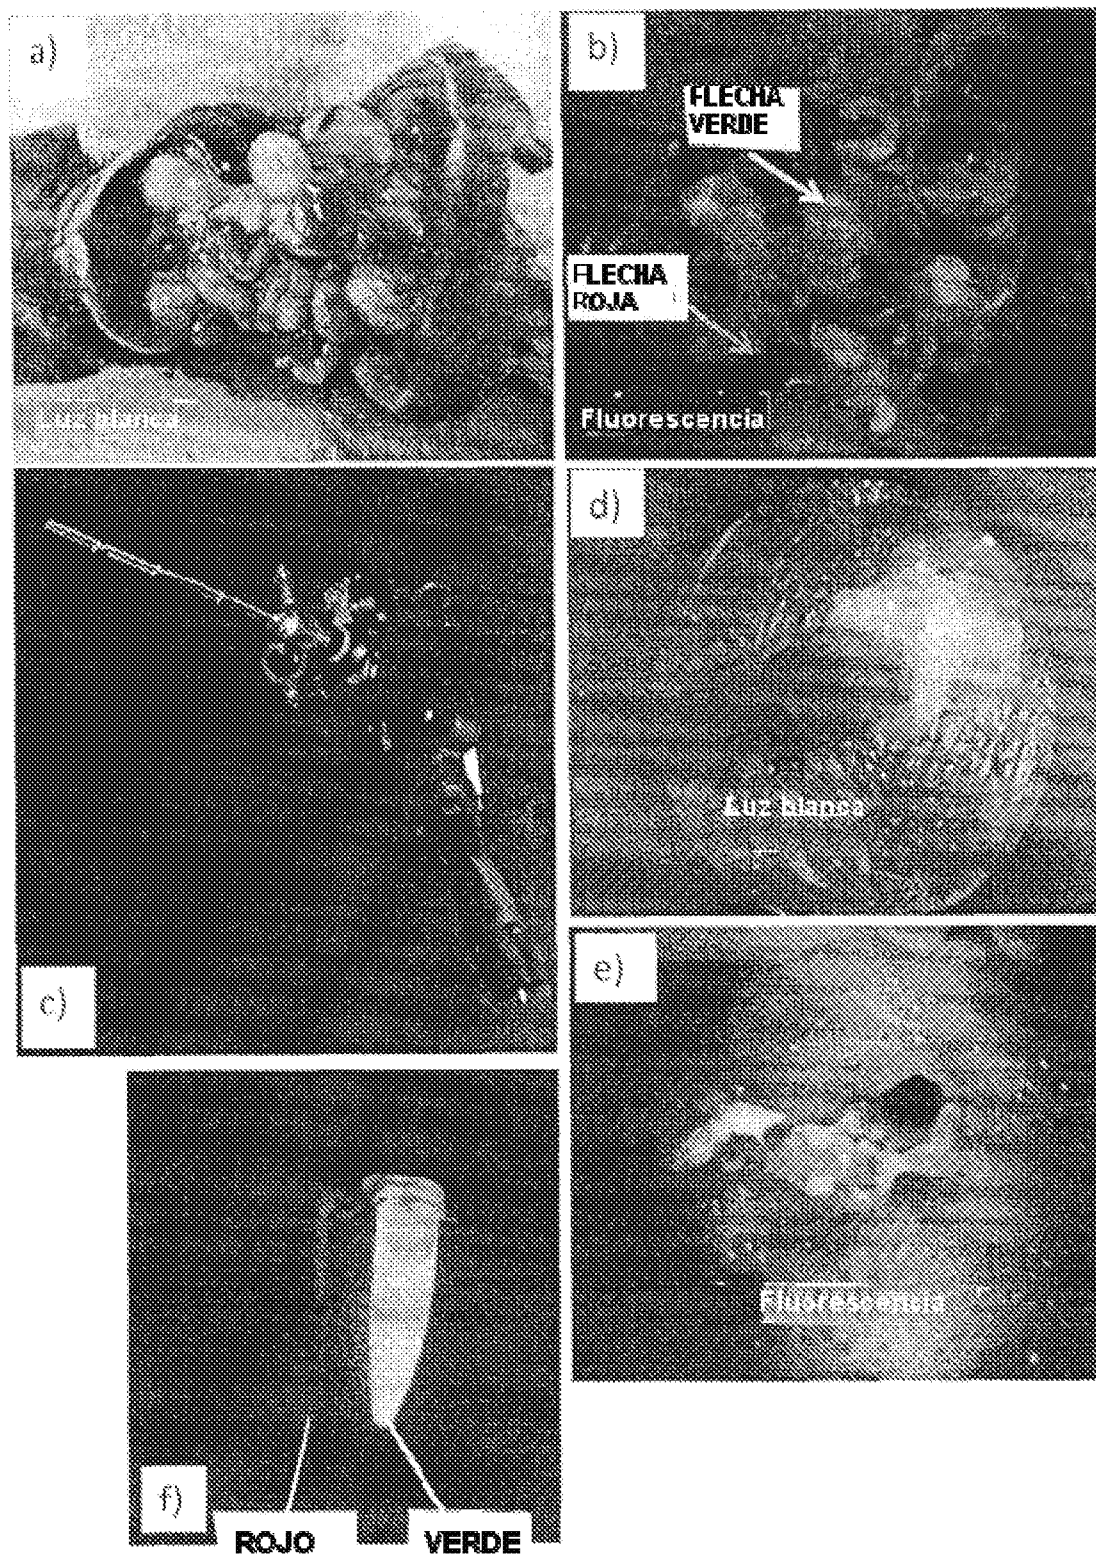 a)
Luz blanca
b)
FLECHA
VERDE
FLECHA
ROJA
Fluorescencia
c)
d)
Luz blanca
e)
Fluorescencia
f)
ROJO
VERDE